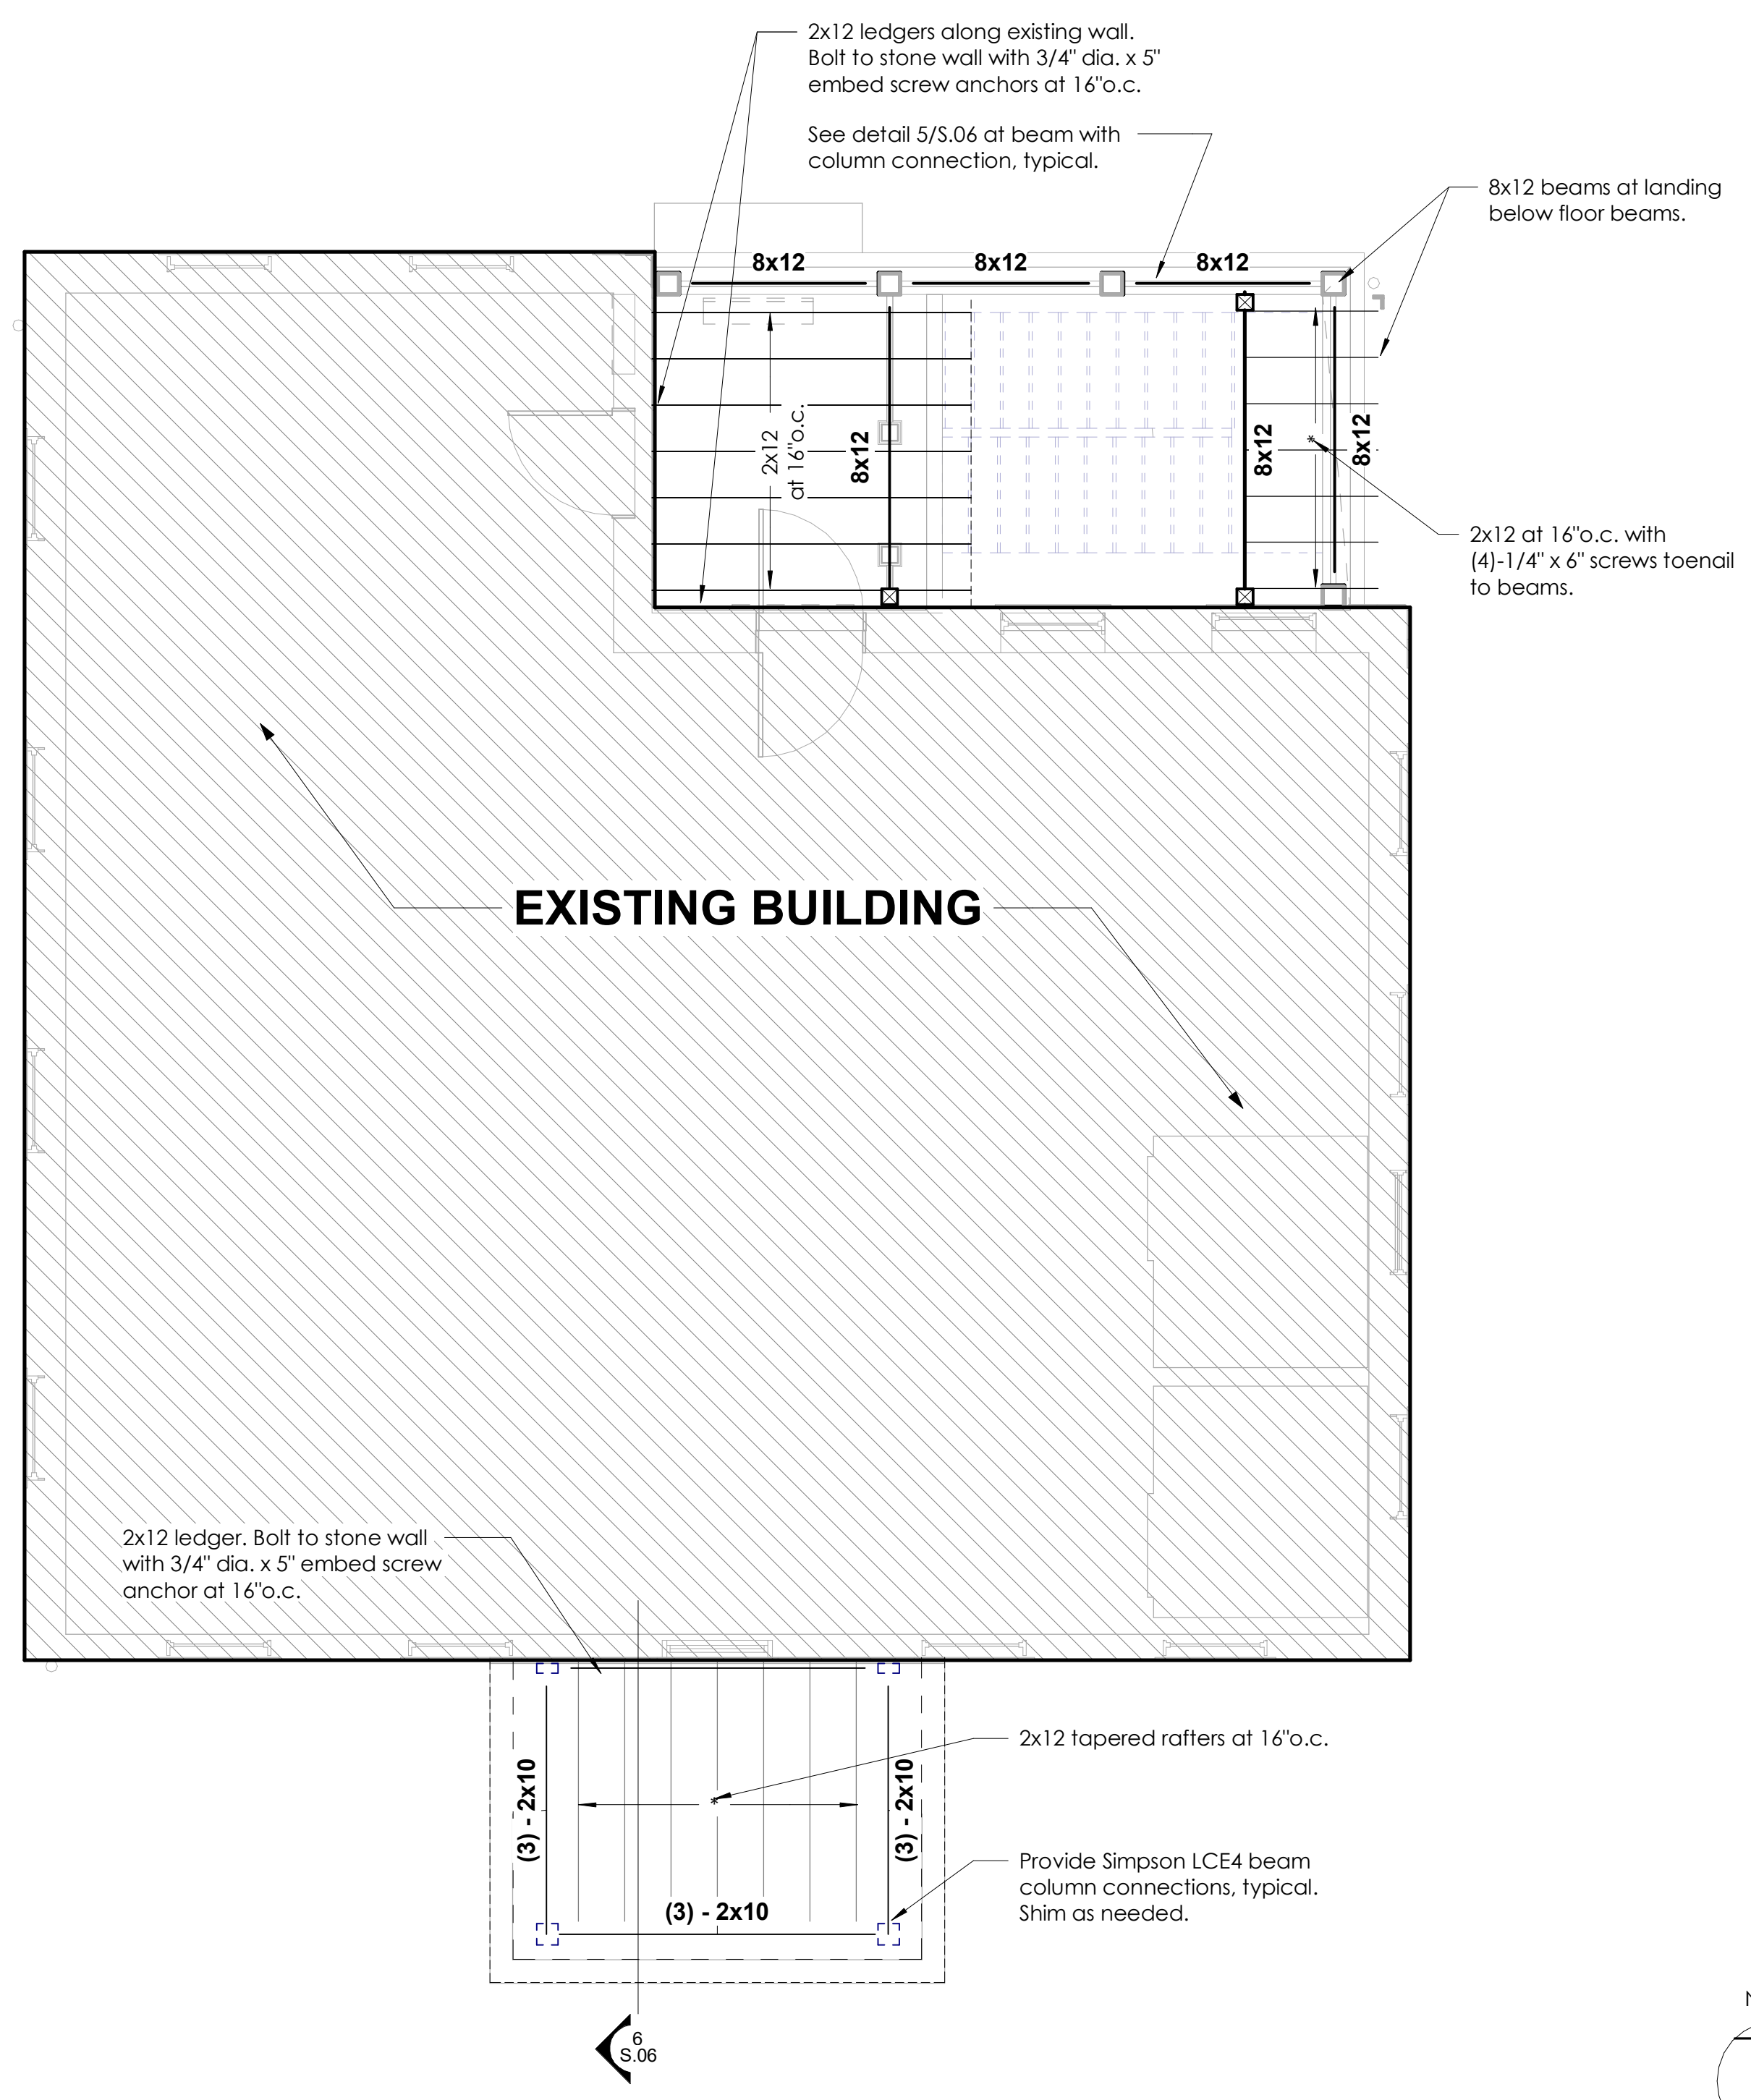 2x12 ledgers along existing wall.
Bolt to stone wall with 3/4" dia. x 5"
embed screw anchors at 16"o.c.
See detail 5/S.06 at beam with
column connection, typical.
8x12 beams at landing
below floor beams.
8x12
8x12
8x12
2x12
at 16"o.c.
8x12
8x12
*
8x12
2x12 at 16"o.c. with
(4)-1/4" x 6" screws toenail
to beams.
EXISTING BUILDING
2x12 ledger. Bolt to stone wall
with 3/4" dia. x 5" embed screw
anchor at 16"o.c.
2x12 tapered rafters at 16"o.c.
*
(3) - 2x10
(3) - 2x10
Provide Simpson LCE4 beam
column connections, typical.
Shim as needed.
(3) - 2x10
6
S.06